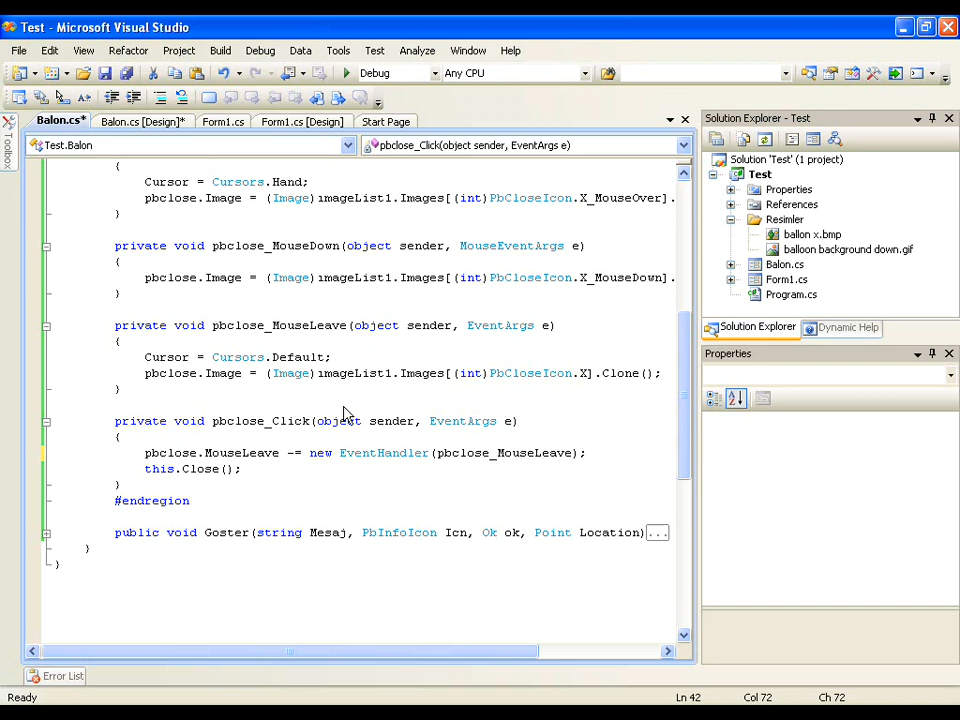 Test - Microsoft Visual Studio
File Edit View Refactor Project Build Debug Data Tools Test Analyze Window Help
Debug Any CPU
Balon.cs* Balon.cs [Design]* Form1.cs Form1.cs [Design] Start Page
Toolbox
Test.Balon pbclose_Click(object sender, EventArgs e)
{
Cursor = Cursors.Hand;
pbclose.Image = (Image)imageList1.Images[(int)PbCloseIcon.X_MouseOver].
}
private void pbclose_MouseDown(object sender, MouseEventArgs e)
{
pbclose.Image = (Image)imageList1.Images[(int)PbCloseIcon.X_MouseDown].
}
private void pbclose_MouseLeave(object sender, EventArgs e)
{
Cursor = Cursors.Default;
pbclose.Image = (Image)imageList1.Images[(int)PbCloseIcon.X].Clone();
}
private void pbclose_Click(object sender, EventArgs e)
{
pbclose.MouseLeave -= new EventHandler(pbclose_MouseLeave);
this.Close();
}
#endregion
public void Goster(string Mesaj, PbInfoIcon Icn, Ok ok, Point Location)...
}
}
Solution Explorer - Test
Solution 'Test' (1 project)
Test
Properties
References
Resimler
ballon x.bmp
balloon background down.gif
Balon.cs
Form1.cs
Program.cs
Solution Explorer Dynamic Help
Properties
Error List
Ready Ln 42 Col 72 Ch 72